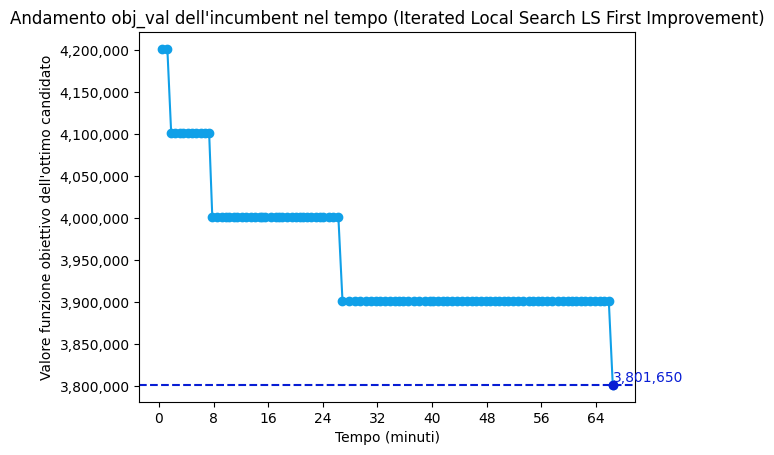 Andamento obj_val dell'incumbent nel tempo (Iterated Local Search LS First Improvement)
Valore funzione obiettivo dell'ottimo candidato
4,200,000
4,150,000
4,100,000
4,050,000
4,000,000
3,950,000
3,900,000
3,850,000
3,800,000
3,801,650
0 8 16 24 32 40 48 56 64
Tempo (minuti)